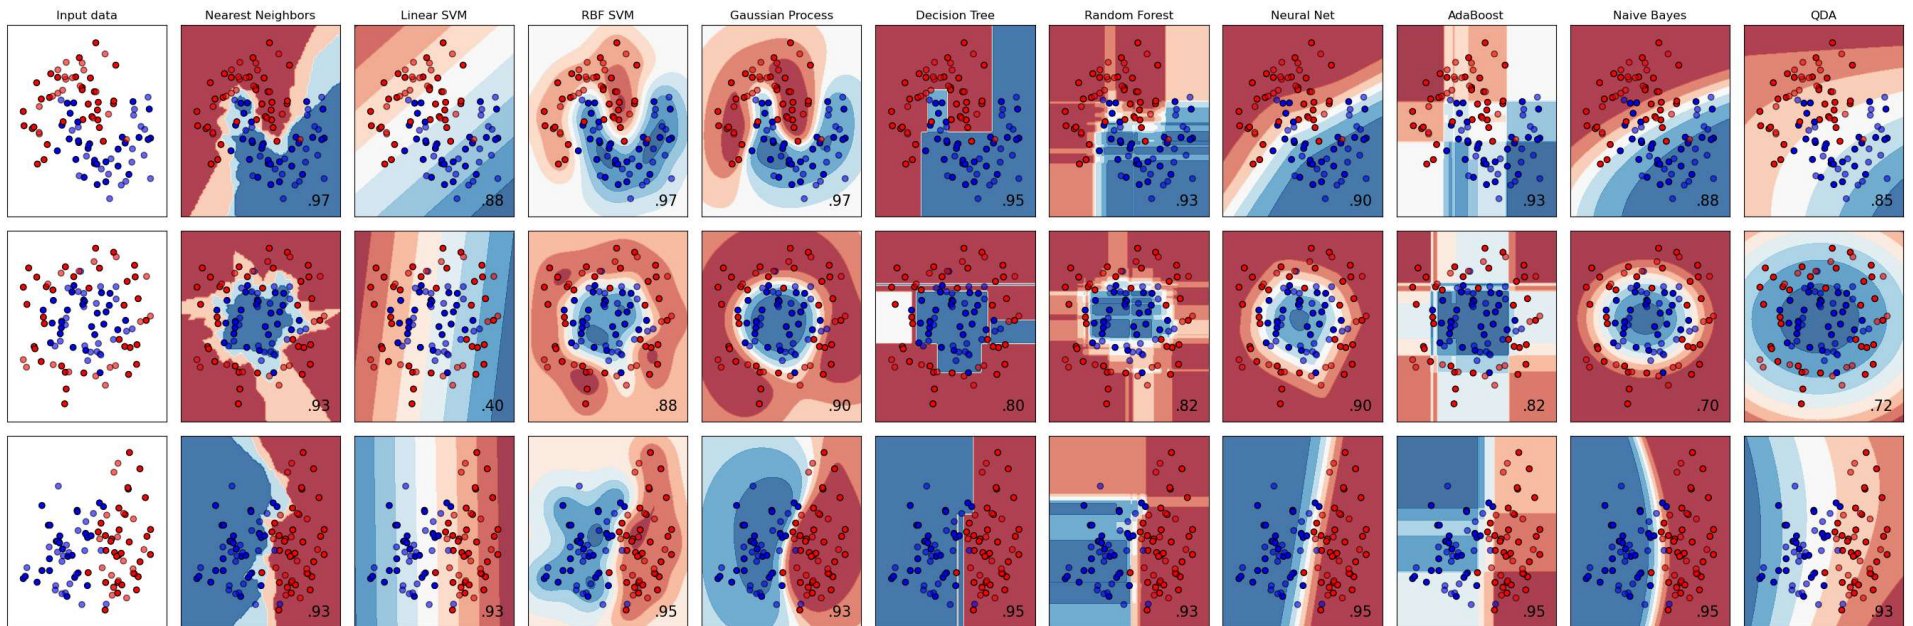 Input data Nearest Neighbors Linear SVM RBF SVM Gaussian Process Decision Tree Random Forest Neural Net AdaBoost Naive Bayes QDA
.97 .88 .97 .97 .95 .93 .90 .93 .88 .85
.93 .40 .88 .90 .80 .82 .90 .82 .70 .72
.93 .93 .95 .93 .95 .93 .95 .95 .95 .93